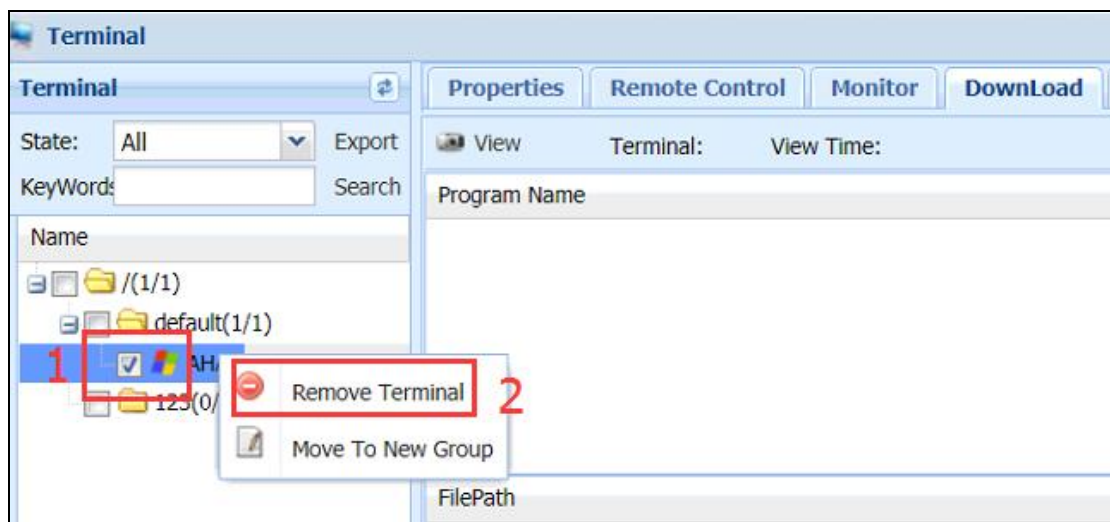 Terminal
Terminal
Properties Remote Control Monitor DownLoad
State: All Export
View Terminal: View Time:
KeyWords Search
Program Name
Name
/(1/1)
default(1/1)
1
Remove Terminal 2
Move To New Group
FilePath